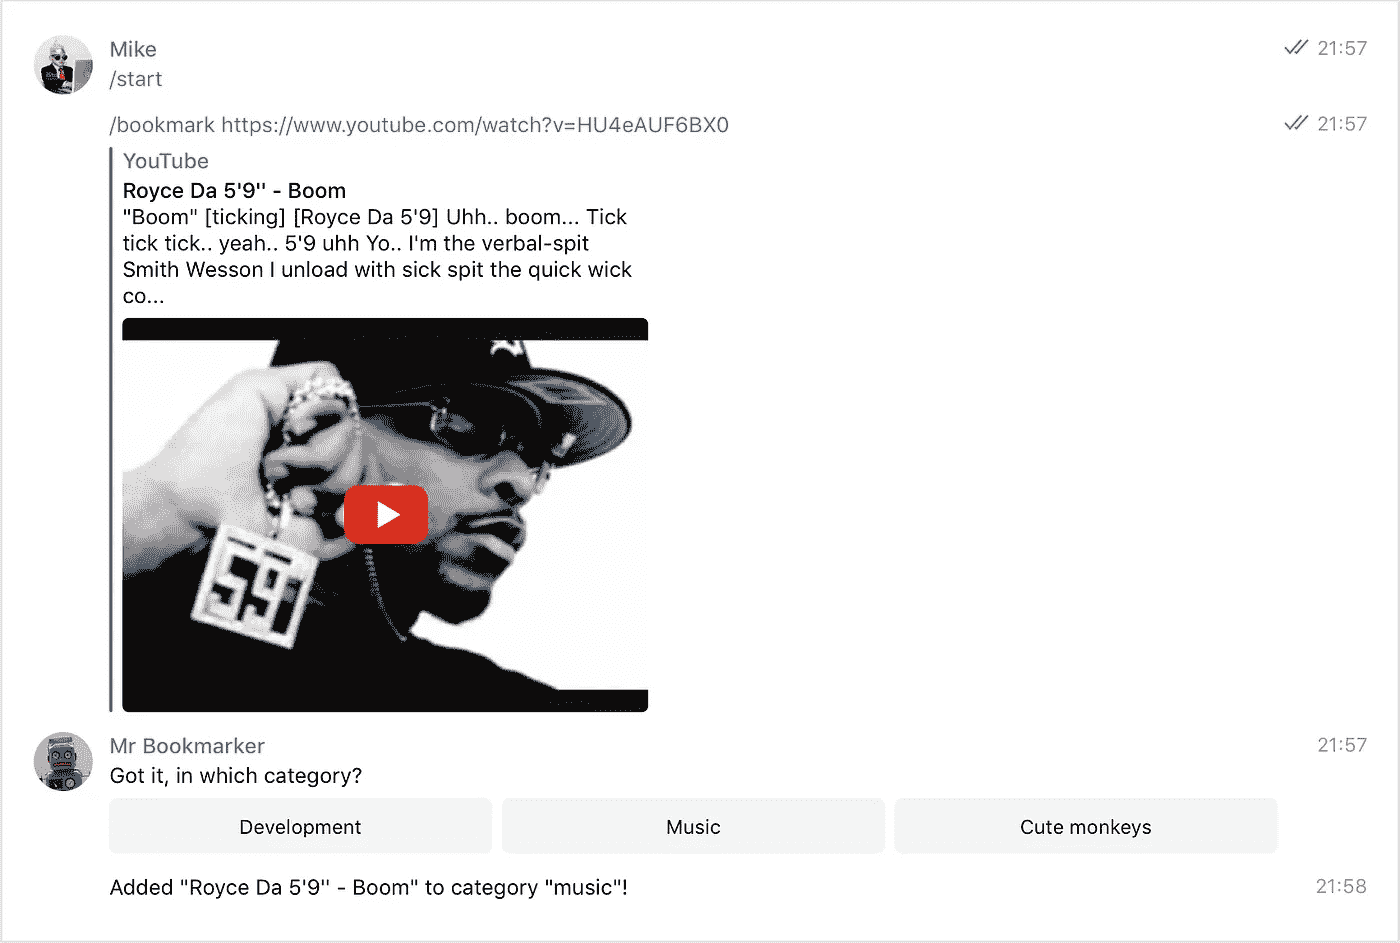 Mike
21:57
/start
/bookmark https://www.youtube.com/watch?v=HU4eAUF6BX0
21:57
YouTube
Royce Da 5'9'' - Boom
"Boom" [ticking] [Royce Da 5'9] Uhh.. boom... Tick
tick tick.. yeah.. 5'9 uhh Yo.. I'm the verbal-spit
Smith Wesson I unload with sick spit the quick wick
co...
59
Mr Bookmarker
21:57
Got it, in which category?
Development
Music
Cute monkeys
Added "Royce Da 5'9'' - Boom" to category "music"!
21:58